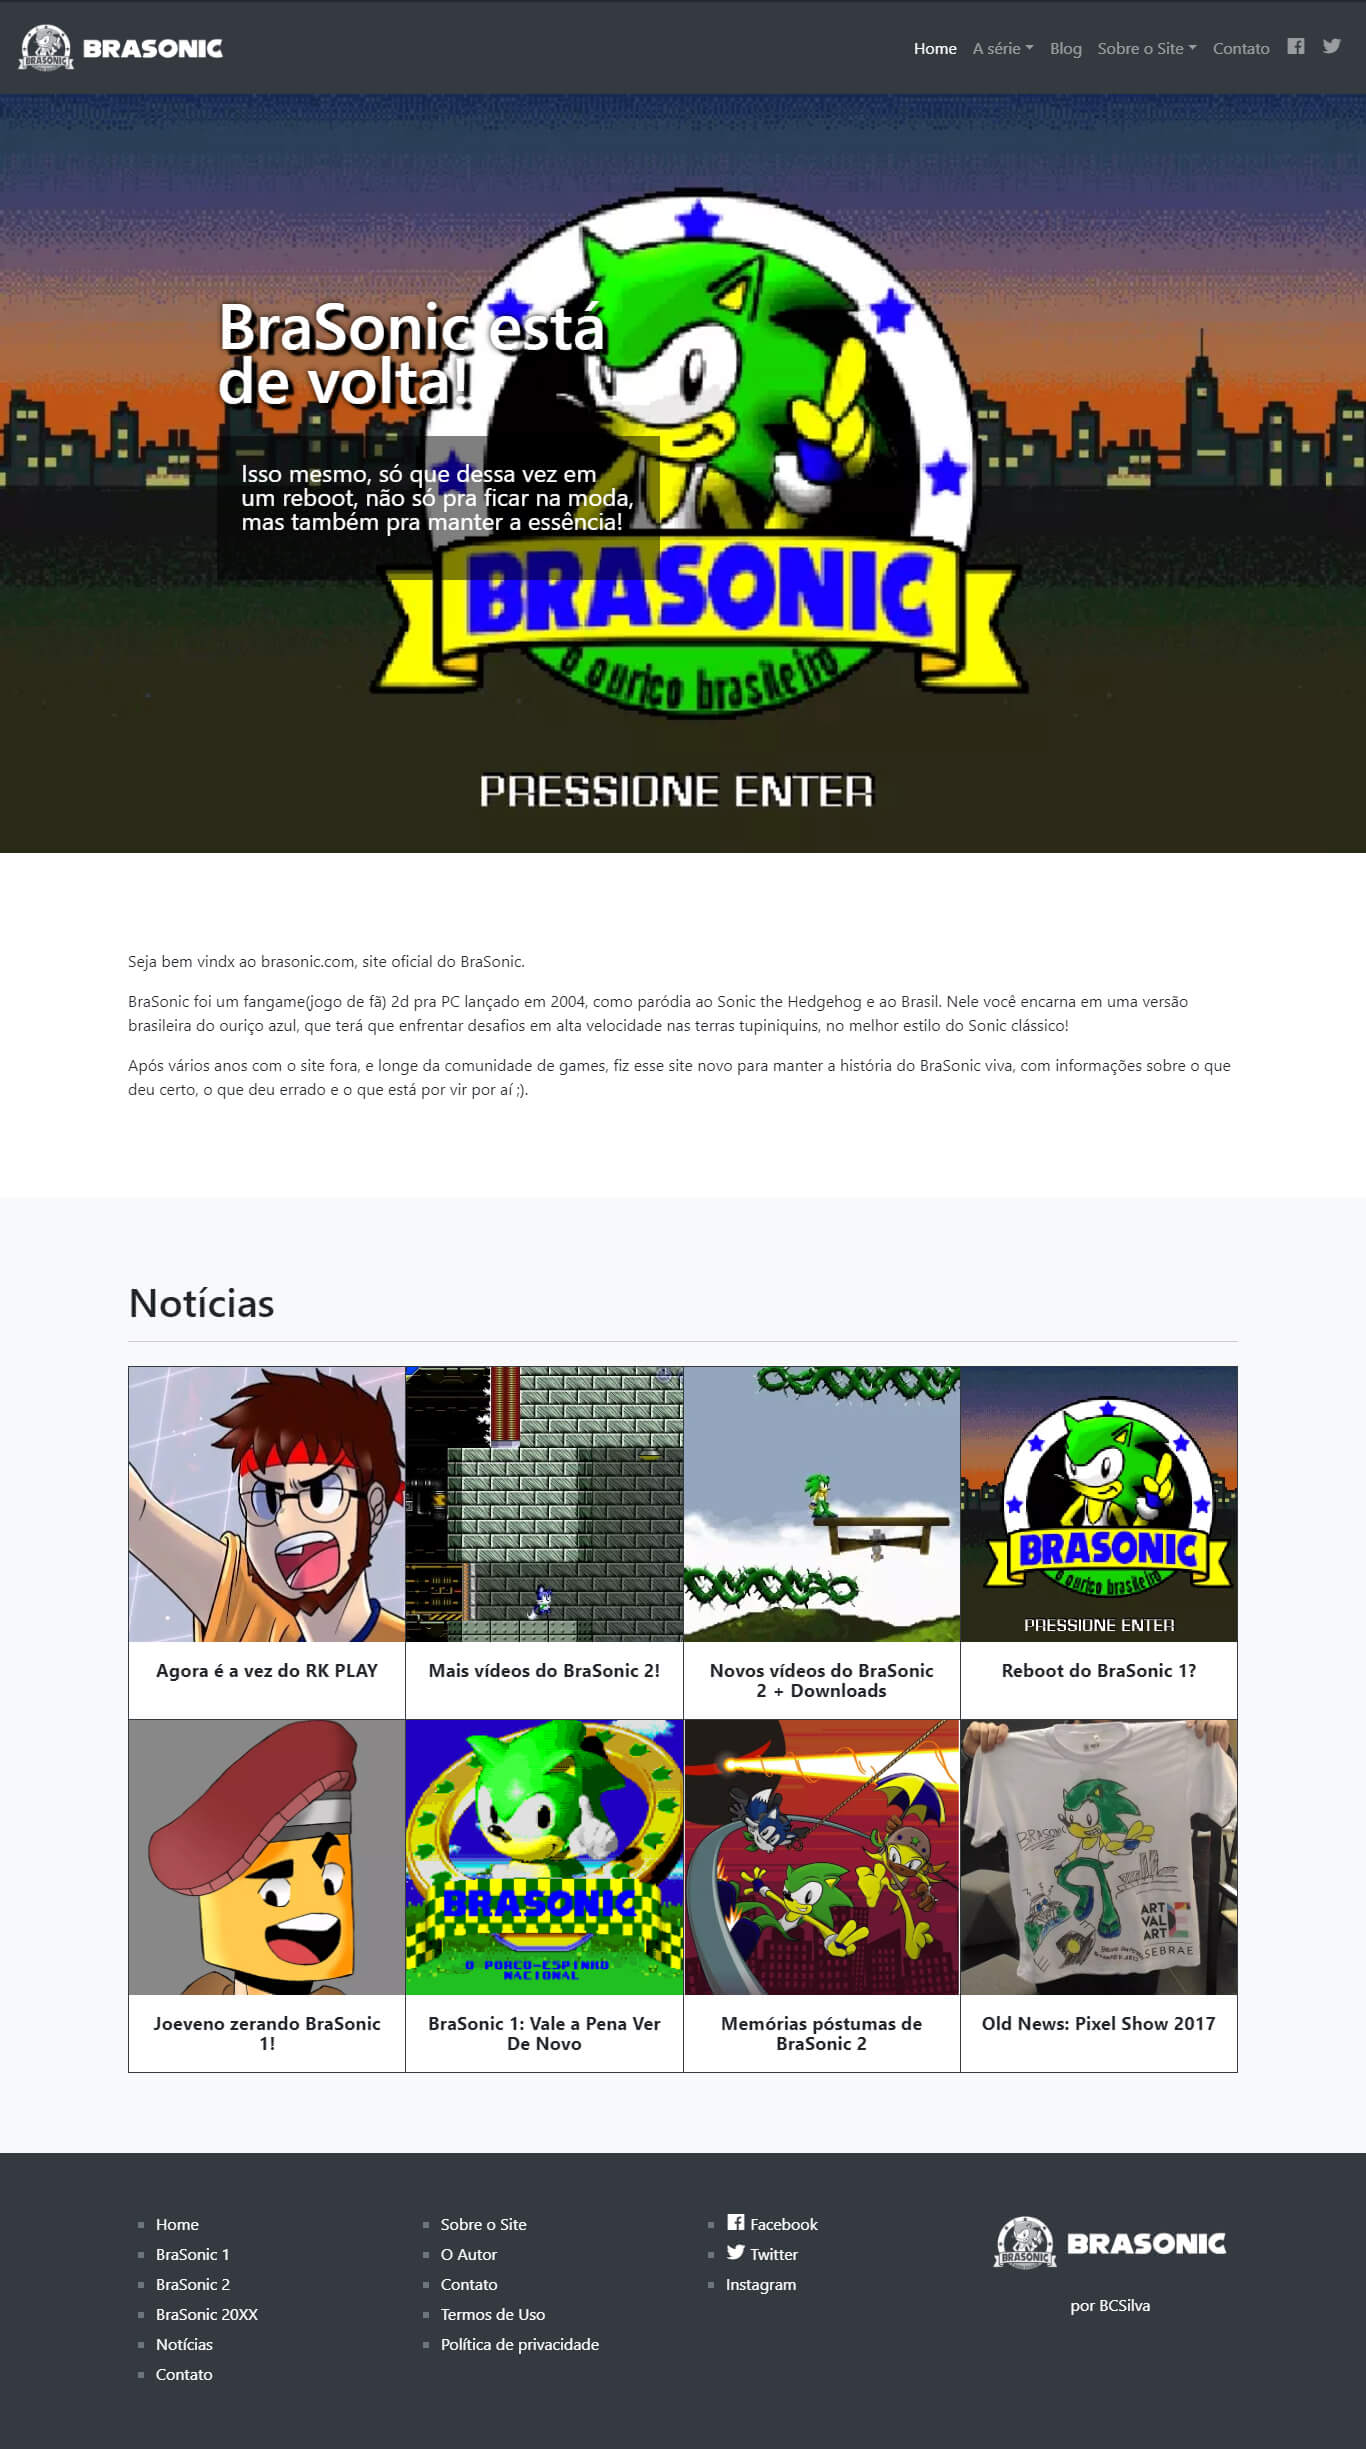 BRASONIC
BRASONIC
Home
A série
Blog
Sobre o Site
Contato
BraSonic está
de volta!
Isso mesmo, só que dessa vez em
um reboot, não só pra ficar na moda,
mas também pra manter a essência!
BRASONIC
o ouriço brasileiro
PRESSIONE ENTER
Seja bem vindx ao brasonic.com, site oficial do BraSonic.
BraSonic foi um fangame(jogo de fã) 2d pra PC lançado em 2004, como paródia ao Sonic the Hedgehog e ao Brasil. Nele você encarna em uma versão
brasileira do ouriço azul, que terá que enfrentar desafios em alta velocidade nas terras tupiniquins, no melhor estilo do Sonic clássico!
Após vários anos com o site fora, e longe da comunidade de games, fiz esse site novo para manter a história do BraSonic viva, com informações sobre o que
deu certo, o que deu errado e o que está por vir por aí ;).
Notícias
BRASONIC
o ouriço brasileiro
PRESSIONE ENTER
Agora é a vez do RK PLAY
Mais vídeos do BraSonic 2!
Novos vídeos do BraSonic
2 + Downloads
Reboot do BraSonic 1?
BRASONIC
O PORCO-ESPINHO
NACIONAL
BRASONIC
ART
VAL
ART
SEBRAE
Joeveno zerando BraSonic
1!
BraSonic 1: Vale a Pena Ver
De Novo
Memórias póstumas de
BraSonic 2
Old News: Pixel Show 2017
Home
BraSonic 1
BraSonic 2
BraSonic 20XX
Notícias
Contato
Sobre o Site
O Autor
Contato
Termos de Uso
Política de privacidade
Facebook
Twitter
Instagram
BRASONIC
BRASONIC
por BCSilva